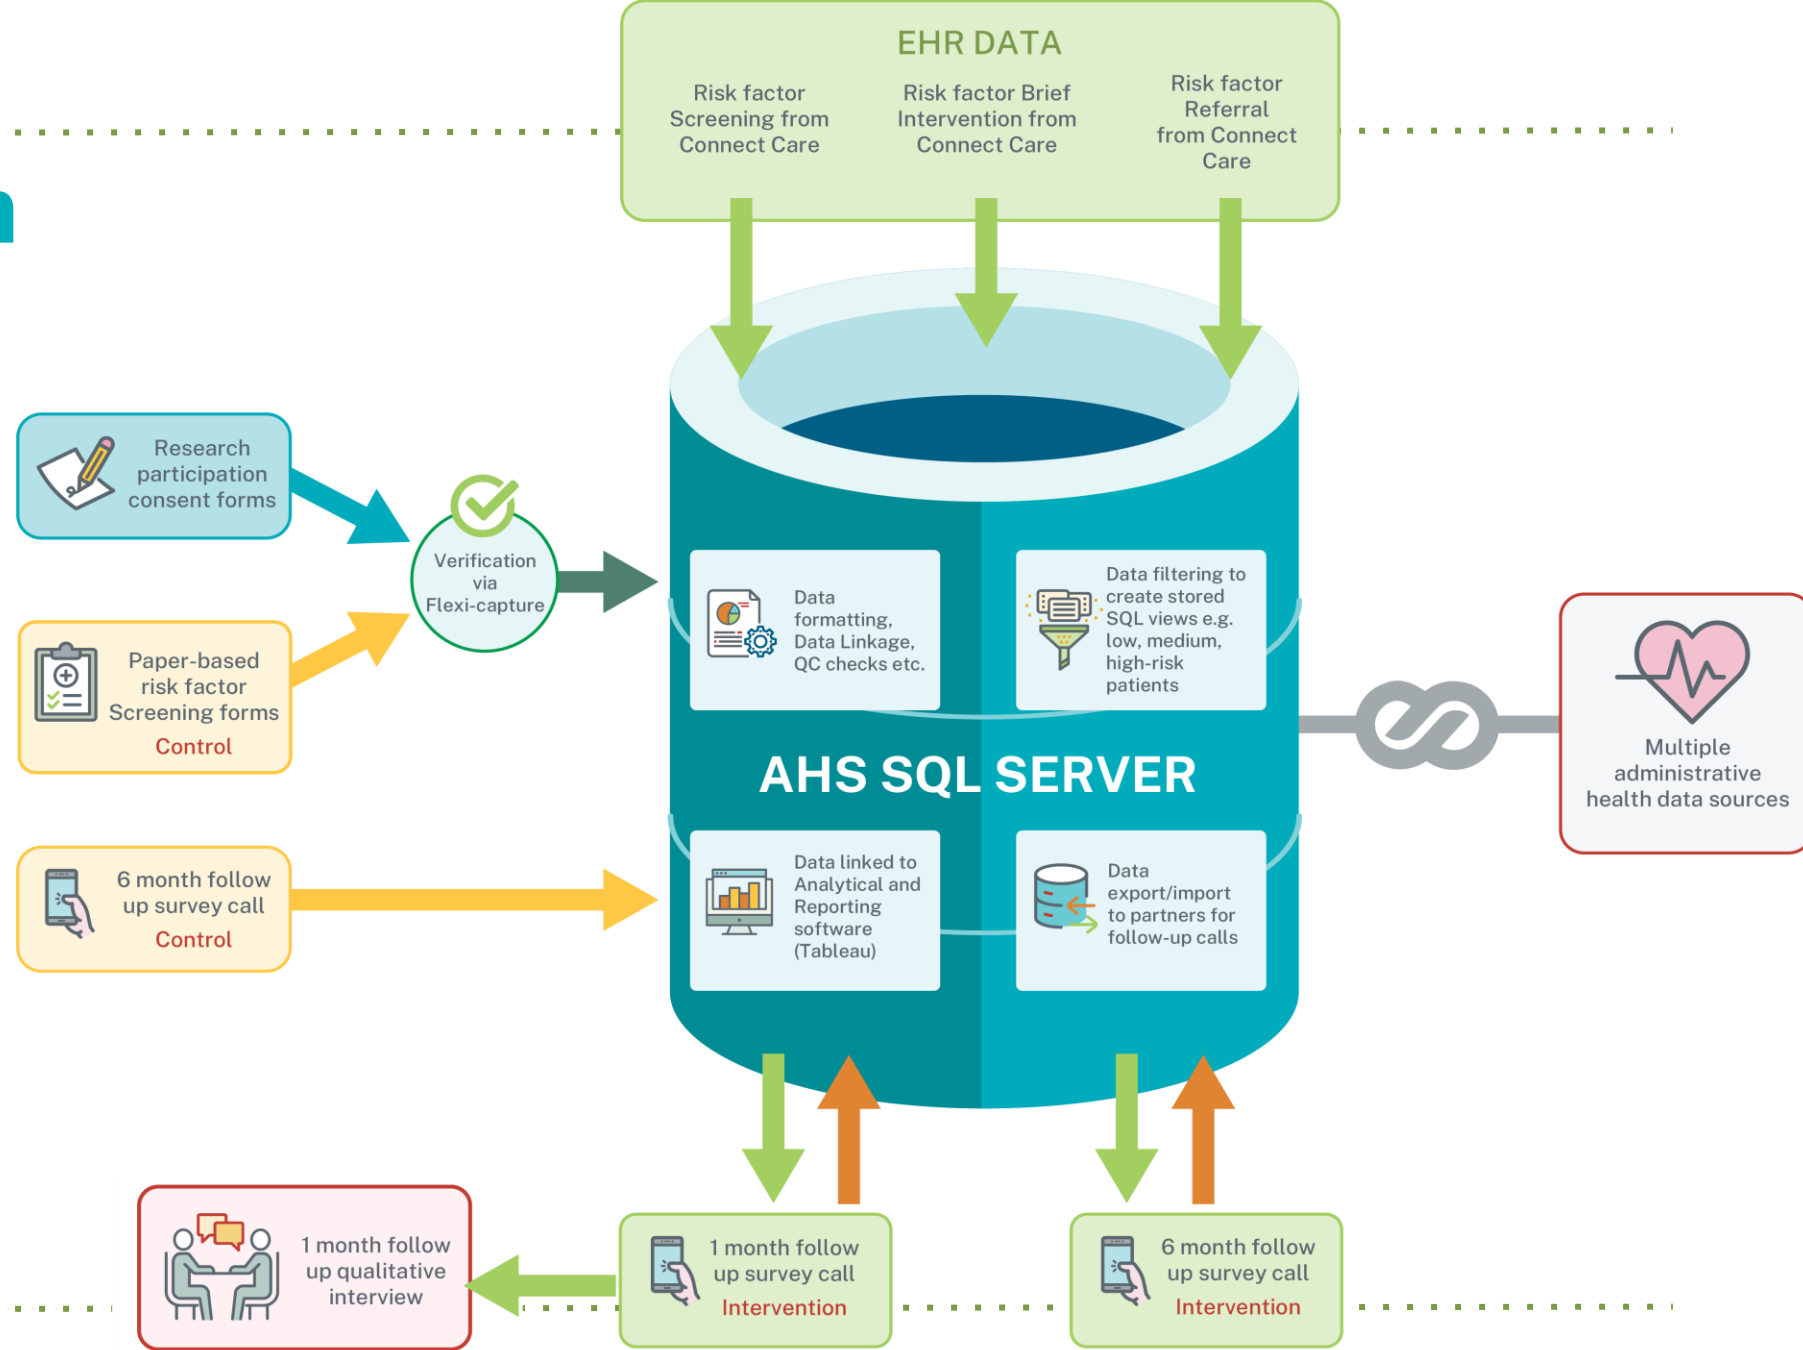 EHR DATA
Risk factor
Screening from
Connect Care
Risk factor Brief
Intervention from
Connect Care
Risk factor
Referral
from Connect
Care
Research
participation
consent forms
Verification
via
Flexi-capture
Paper-based
risk factor
Screening forms
Control
6 month follow
up survey call
Control
Data
formatting,
Data Linkage,
QC checks etc.
Data filtering to
create stored
SQL views e.g.
low, medium,
high-risk
patients
AHS SQL SERVER
Data linked to
Analytical and
Reporting
software
(Tableau)
Data
export/import
to partners for
follow-up calls
Multiple
administrative
health data sources
1 month follow
up qualitative
interview
1 month follow
up survey call
Intervention
6 month follow
up survey call
Intervention